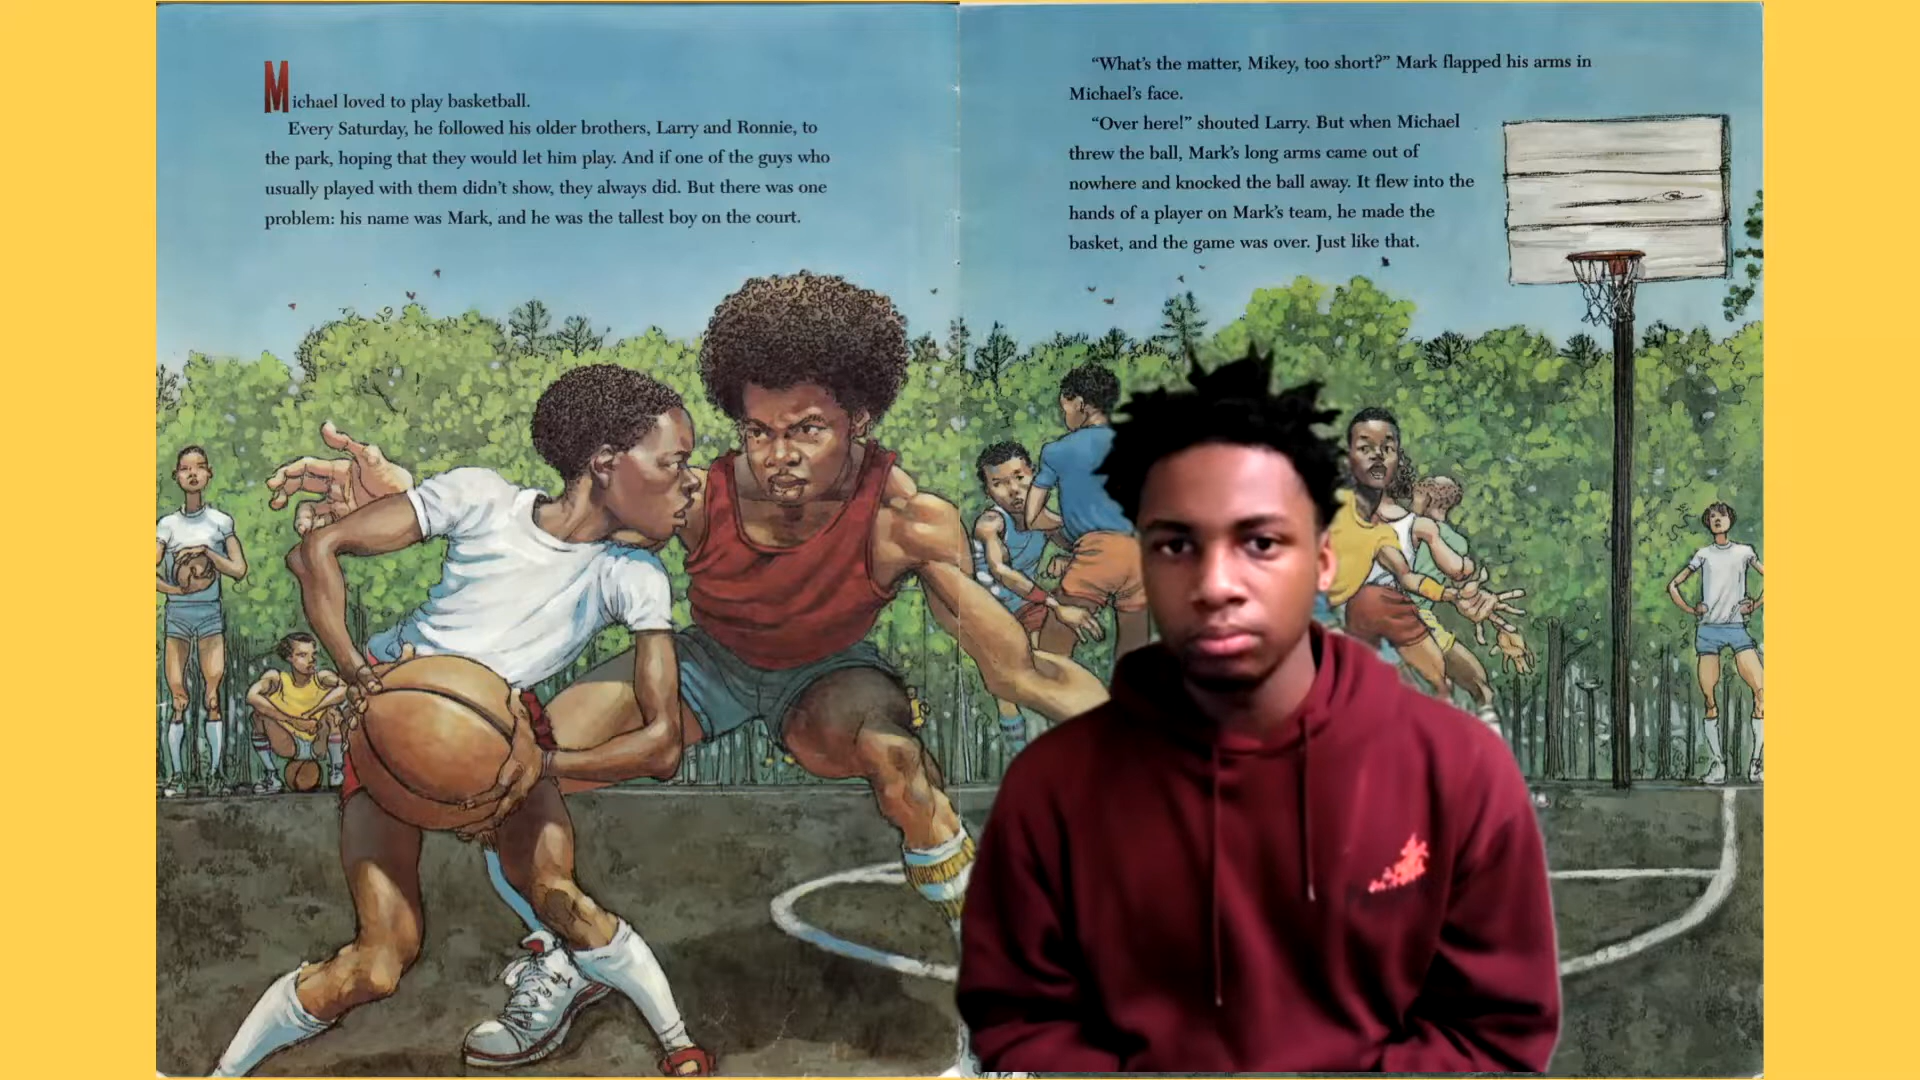 Michael loved to play basketball.
Every Saturday, he followed his older brothers, Larry and Ronnie, to
the park, hoping that they would let him play. And if one of the guys who
usually played with them didn’t show, they always did. But there was one
problem: his name was Mark, and he was the tallest boy on the court.
“What’s the matter, Mikey, too short?” Mark flapped his arms in
Michael’s face.
“Over here!” shouted Larry. But when Michael
threw the ball, Mark’s long arms came out of
nowhere and knocked the ball away. It flew into the
hands of a player on Mark’s team, he made the
basket, and the game was over. Just like that.